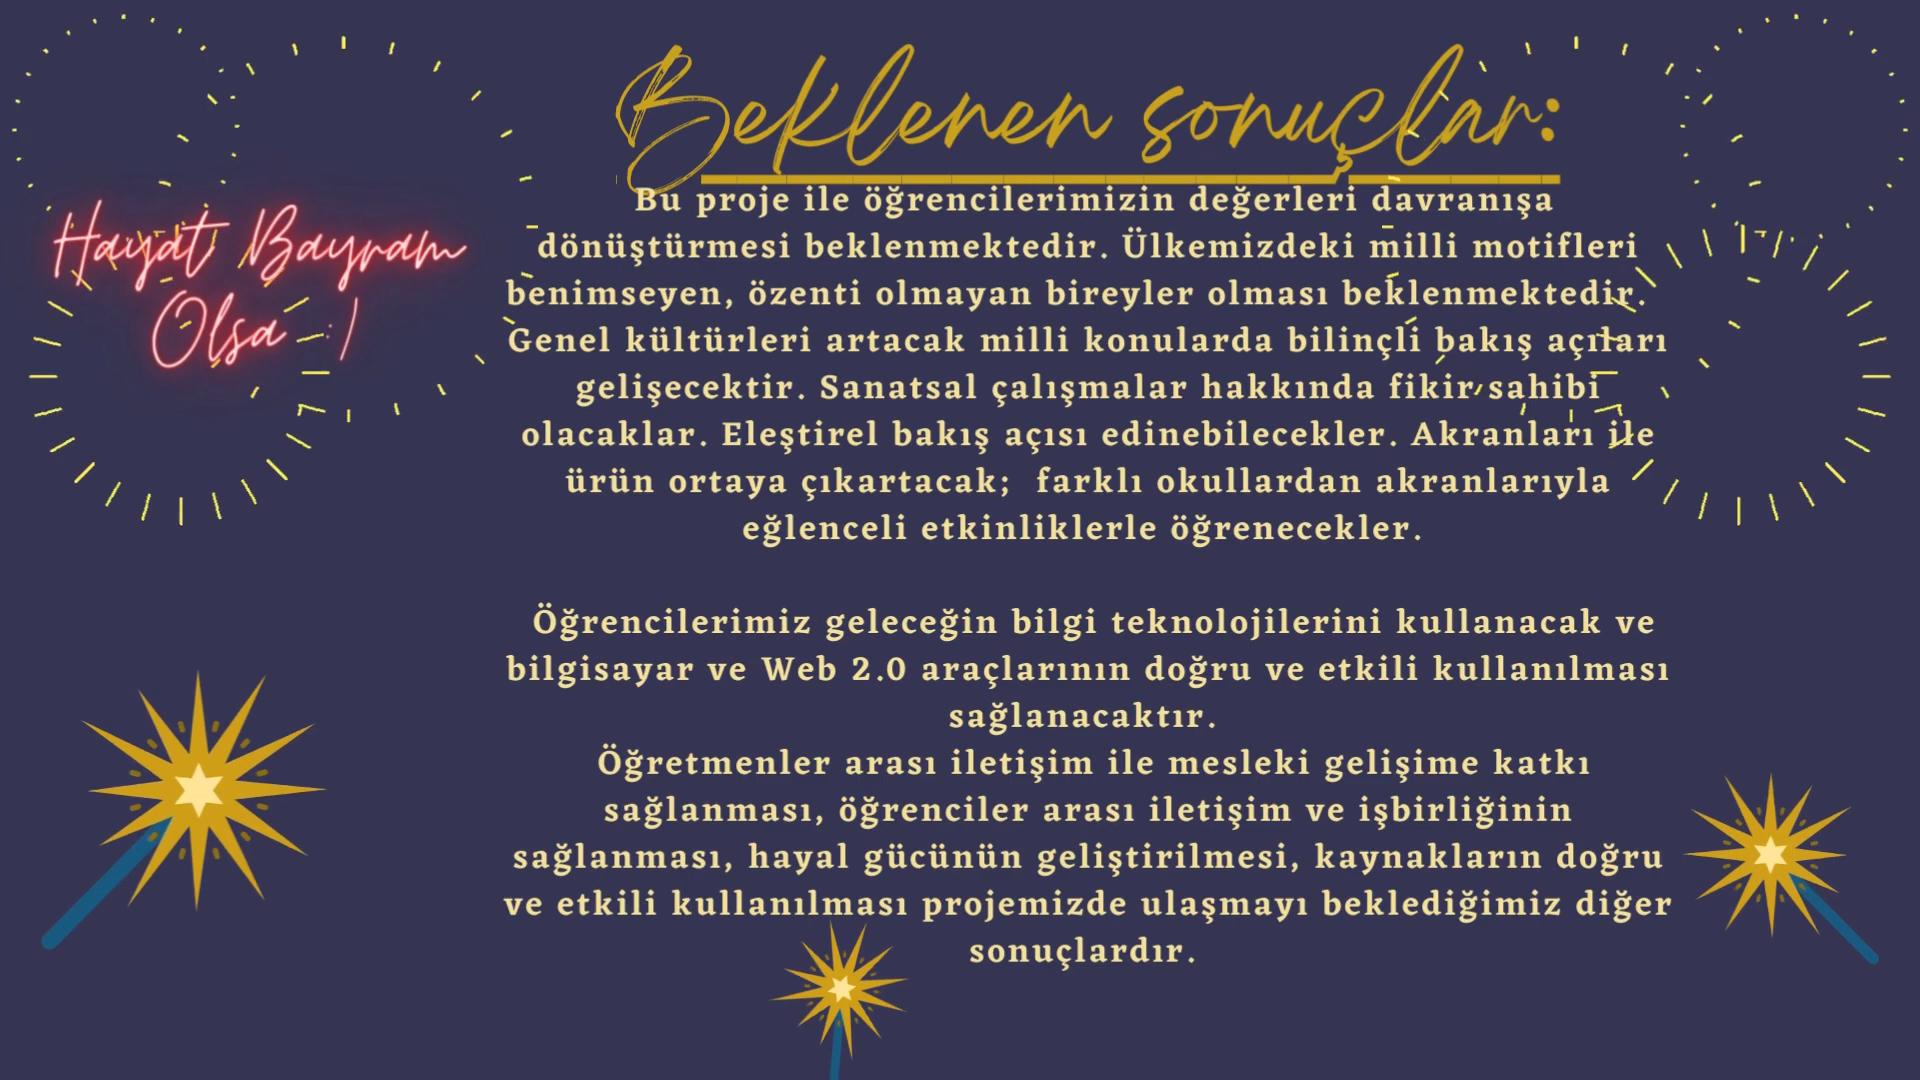 Beklenen sonuçlar:
Hayat Bayram
Olsa :)
Bu proje ile öğrencilerimizin değerleri davranışa
dönüştürmesi beklenmektedir. Ülkemizdeki milli motifleri
benimseyen, özenti olmayan bireyler olması beklenmektedir.
Genel kültürleri artacak milli konularda bilinçli bakış açıları
gelişecektir. Sanatsal çalışmalar hakkında fikir sahibi
olacaklar. Eleştirel bakış açısı edinebilecekler. Akranları ile
ürün ortaya çıkartacak;  farklı okullardan akranlarıyla
eğlenceli etkinliklerle öğrenecekler.
Öğrencilerimiz geleceğin bilgi teknolojilerini kullanacak ve
bilgisayar ve Web 2.0 araçlarının doğru ve etkili kullanılması
sağlanacaktır.
Öğretmenler arası iletişim ile mesleki gelişime katkı
sağlanması, öğrenciler arası iletişim ve işbirliğinin
sağlanması, hayal gücünün geliştirilmesi, kaynakların doğru
ve etkili kullanılması projemizde ulaşmayı beklediğimiz diğer
sonuçlardır.